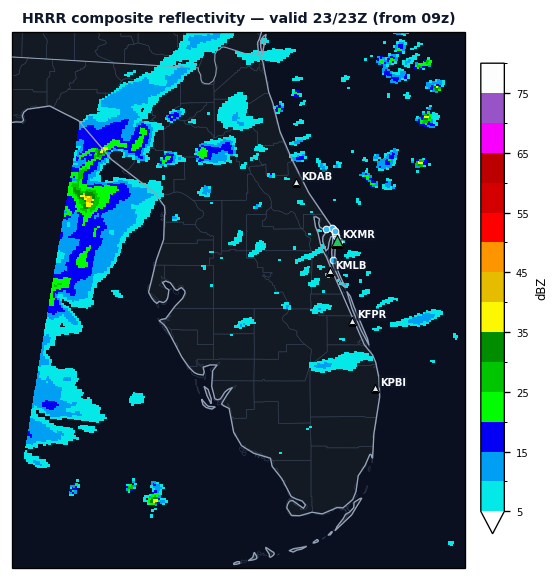 HRRR composite reflectivity — valid 23/23Z (from 09z)
KDAB
KXMR
KMLB
KFPR
KPBI
75
65
55
45
35
25
15
5
dBZ